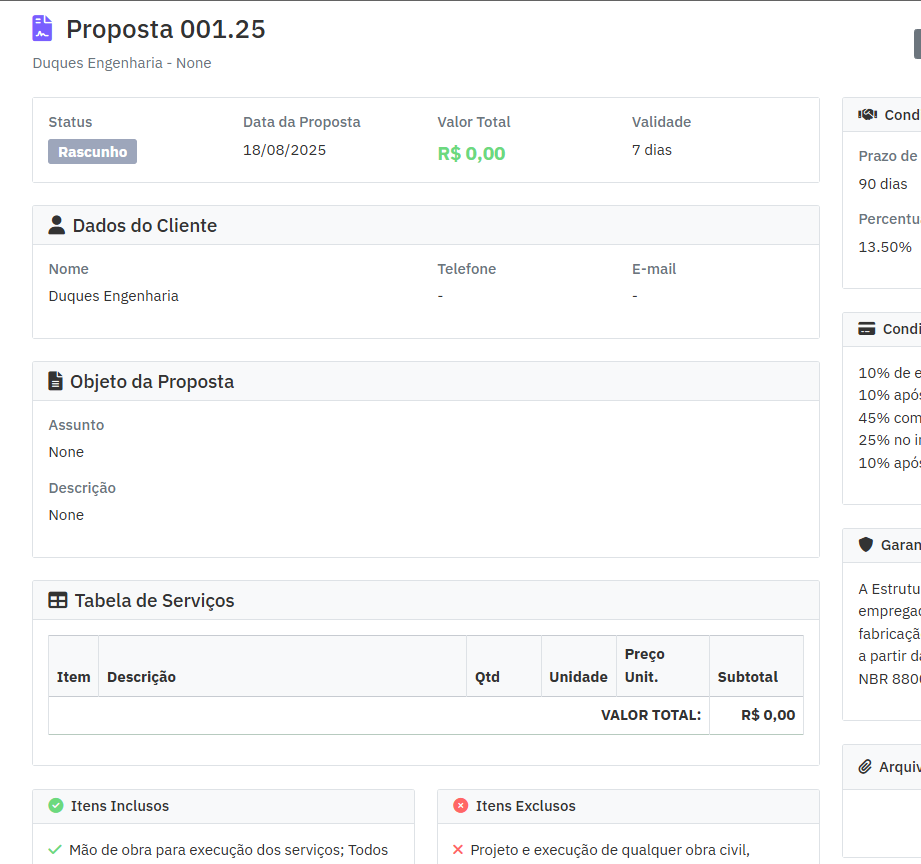 Proposta 001.25
Duques Engenharia - None
Status
Data da Proposta
Valor Total
Validade
Rascunho
18/08/2025
R$ 0,00
7 dias
Dados do Cliente
Nome
Telefone
E-mail
Duques Engenharia
-
-
Objeto da Proposta
Assunto
None
Descrição
None
Tabela de Serviços
Item
Descrição
Qtd
Unidade
Preço
Unit.
Subtotal
VALOR TOTAL:
R$ 0,00
Itens Inclusos
Mão de obra para execução dos serviços; Todos
Itens Exclusos
Projeto e execução de qualquer obra civil,
Cond
Prazo de
90 dias
Percentu
13.50%
Condi
10% de e
10% após
45% com
25% no i
10% após
Garan
A Estrutu
empregad
fabricaçã
a partir d
NBR 880
Arquiv